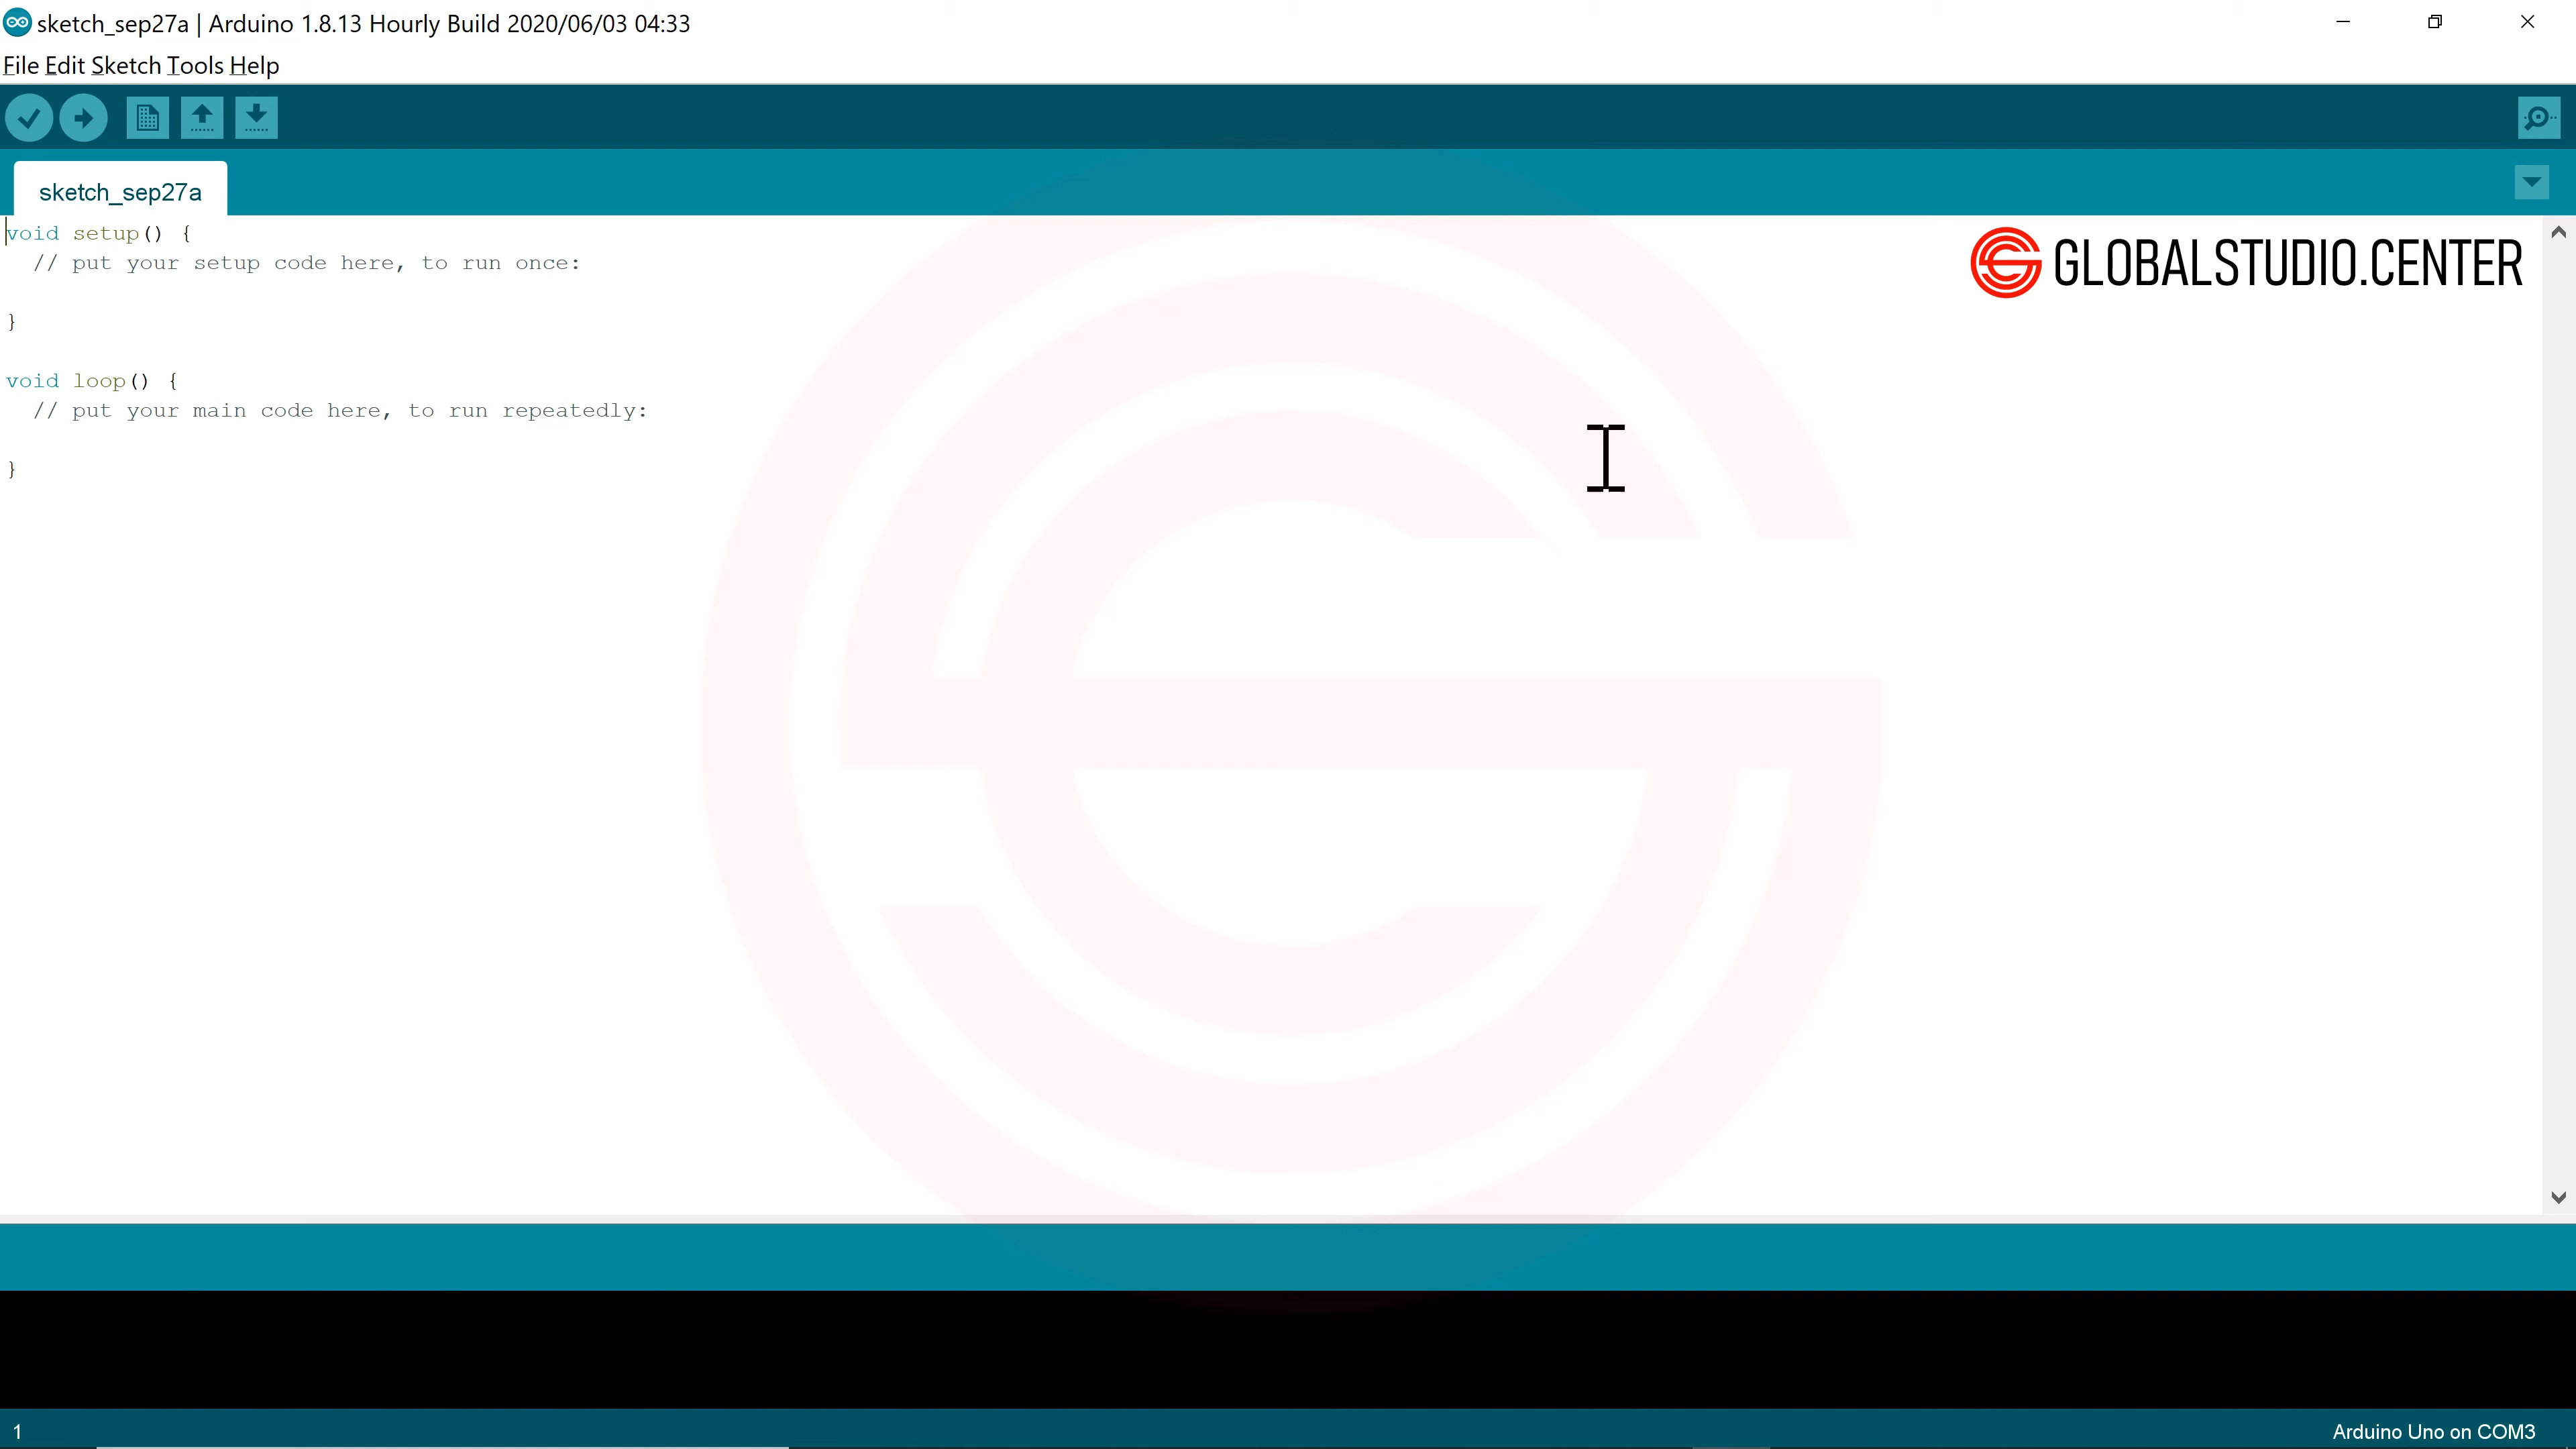 sketch_sep27a | Arduino 1.8.13 Hourly Build 2020/06/03 04:33
File Edit Sketch Tools Help
sketch_sep27a
GLOBALSTUDIO.CENTER
void setup() {
  // put your setup code here, to run once:
}
void loop() {
  // put your main code here, to run repeatedly:
}
1
Arduino Uno on COM3